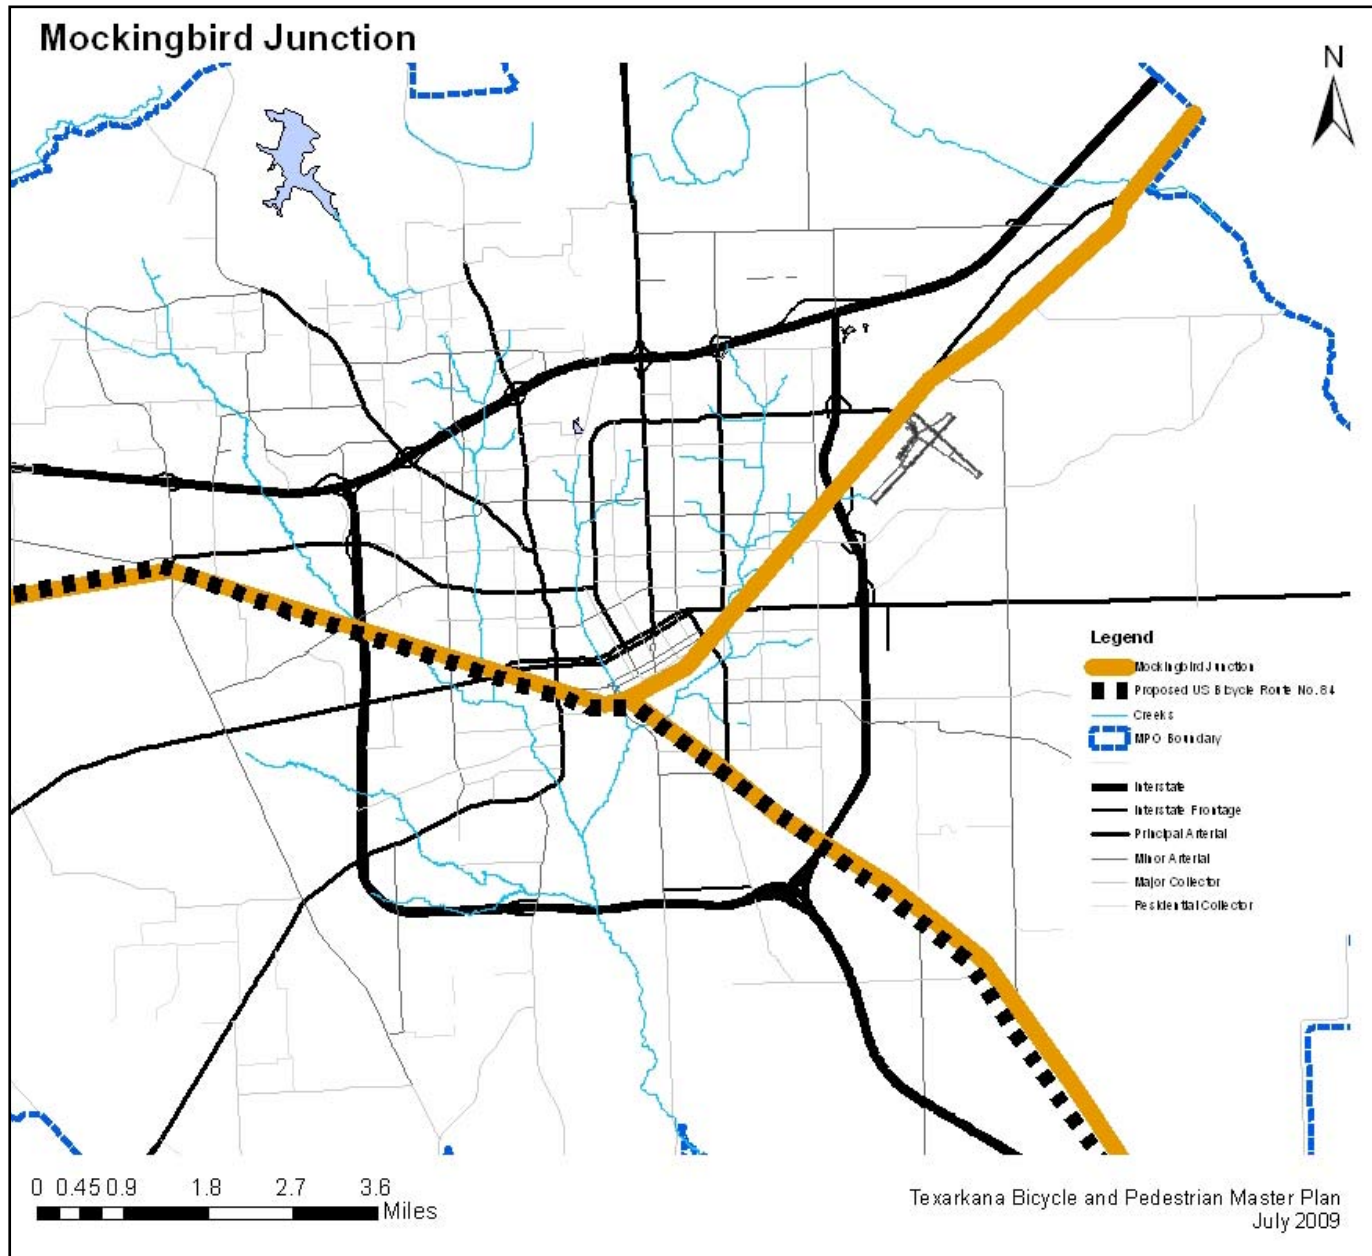 Mockingbird Junction
N
Legend
Mockingbird Junction
Proposed US Bicycle Route No. 84
Creeks
MPO Boundary
Interstate
Interstate Frontage
Principal Arterial
Minor Arterial
Major Collector
Residential Collector
0 0.45 0.9 1.8 2.7 3.6
Miles
Texarkana Bicycle and Pedestrian Master Plan
July 2009